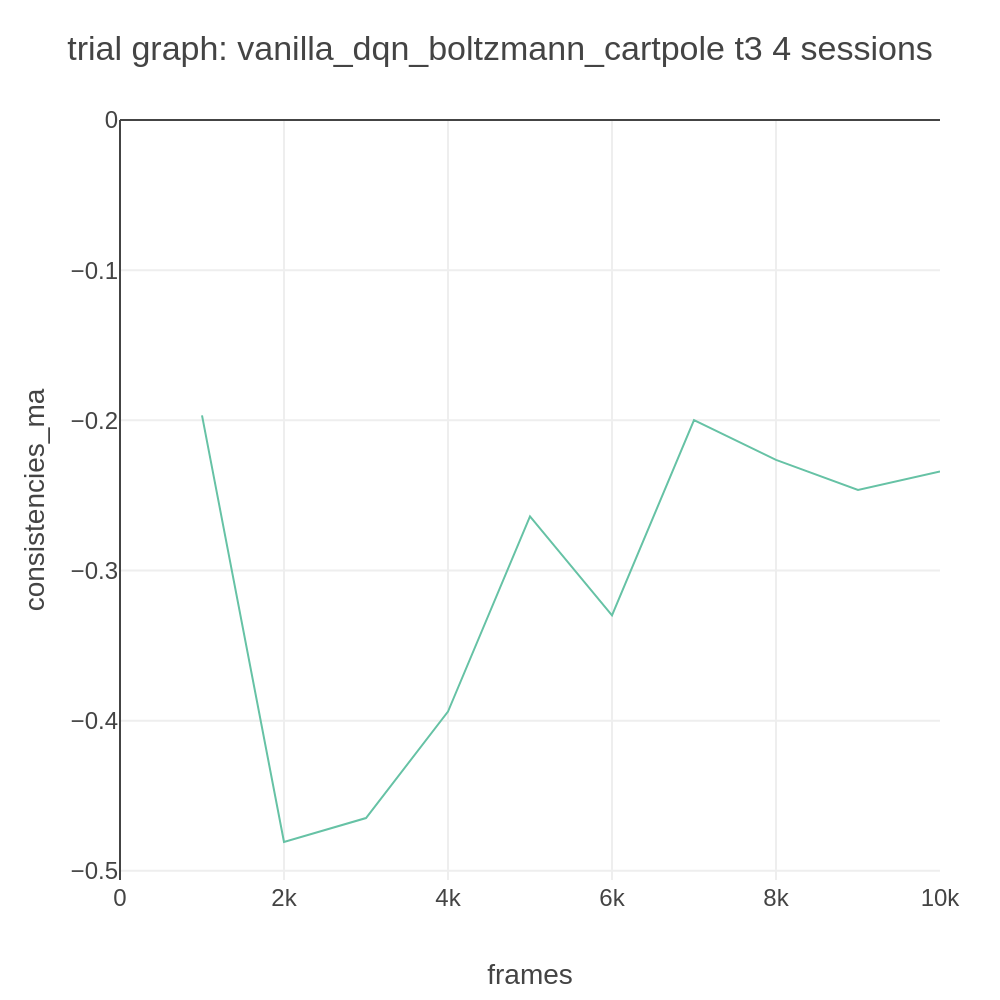 trial graph: vanilla_dqn_boltzmann_cartpole t3 4 sessions
0
−0.1
−0.2
−0.3
−0.4
−0.5
consistencies_ma
0 2k 4k 6k 8k 10k
frames